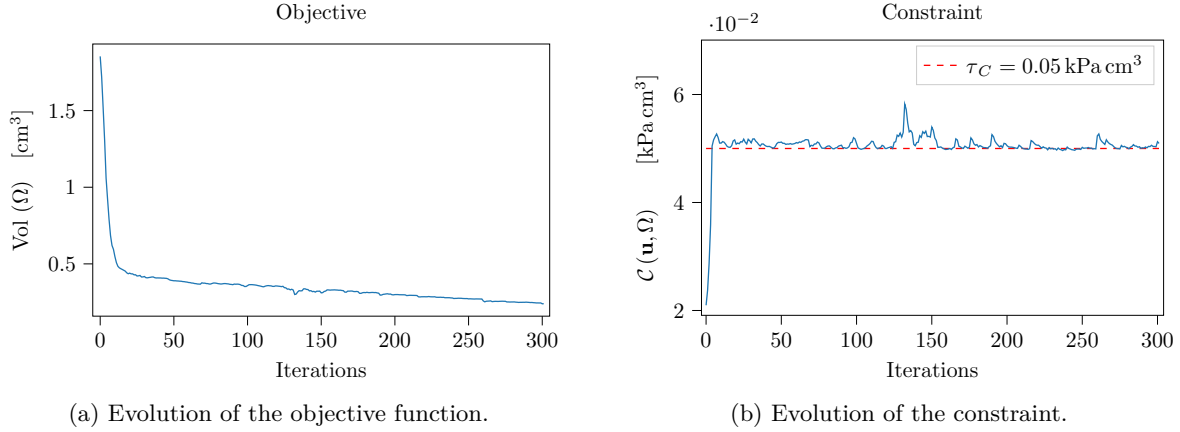 Objective
Vol (Ω) [cm³]
1.5
1
0.5
0 50 100 150 200 250 300
Iterations
(a) Evolution of the objective function.
Constraint
·10⁻²
C (u, Ω) [kPa cm³]
6
4
2
τ_C = 0.05 kPa cm³
0 50 100 150 200 250 300
Iterations
(b) Evolution of the constraint.